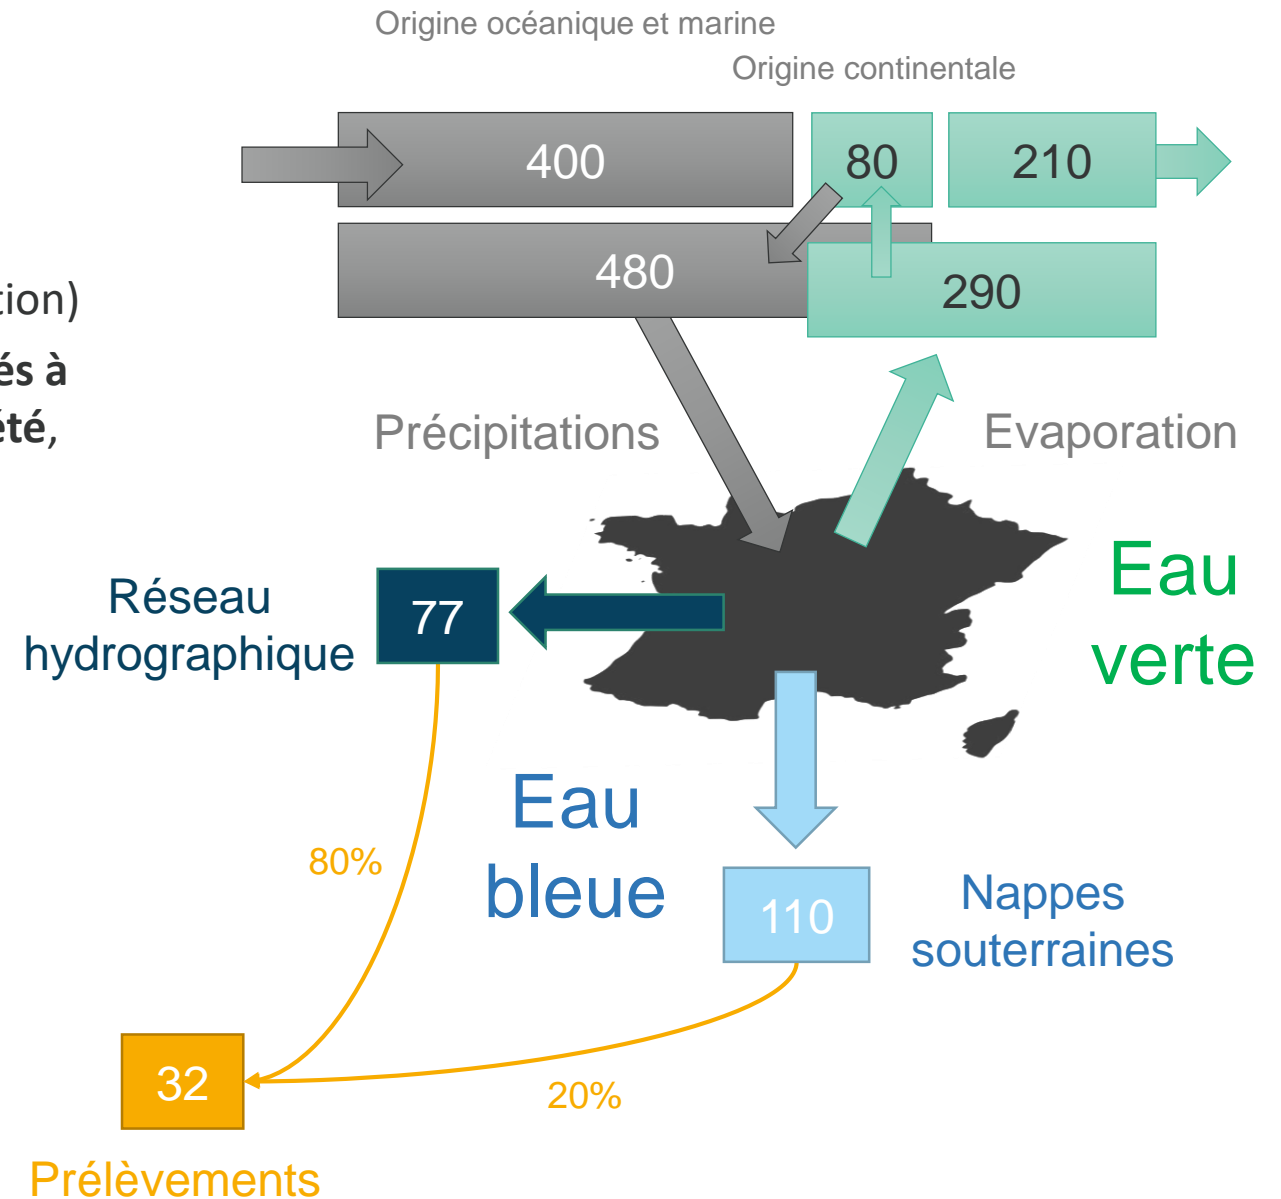 Origine océanique et marine
Origine continentale
400
80
210
480
290
tion)
és à
été,
Précipitations
Evaporation
Eau
verte
Réseau
hydrographique
77
Eau
bleue
80%
110
Nappes
souterraines
32
20%
Prélèvements